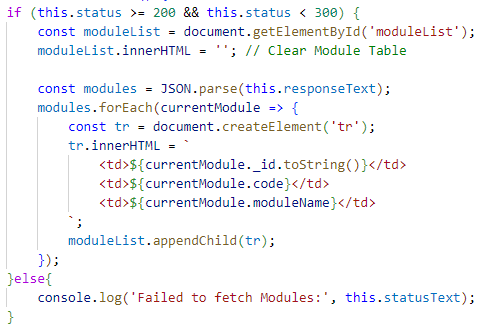 if (this.status >= 200 && this.status < 300) {
    const moduleList = document.getElementById('moduleList');
    moduleList.innerHTML = ''; // Clear Module Table

    const modules = JSON.parse(this.responseText);
    modules.forEach(currentModule => {
        const tr = document.createElement('tr');
        tr.innerHTML = `
            <td>${currentModule._id.toString()}</td>
            <td>${currentModule.code}</td>
            <td>${currentModule.moduleName}</td>
        `;
        moduleList.appendChild(tr);
    });
}else{
    console.log('Failed to fetch Modules:', this.statusText);
}